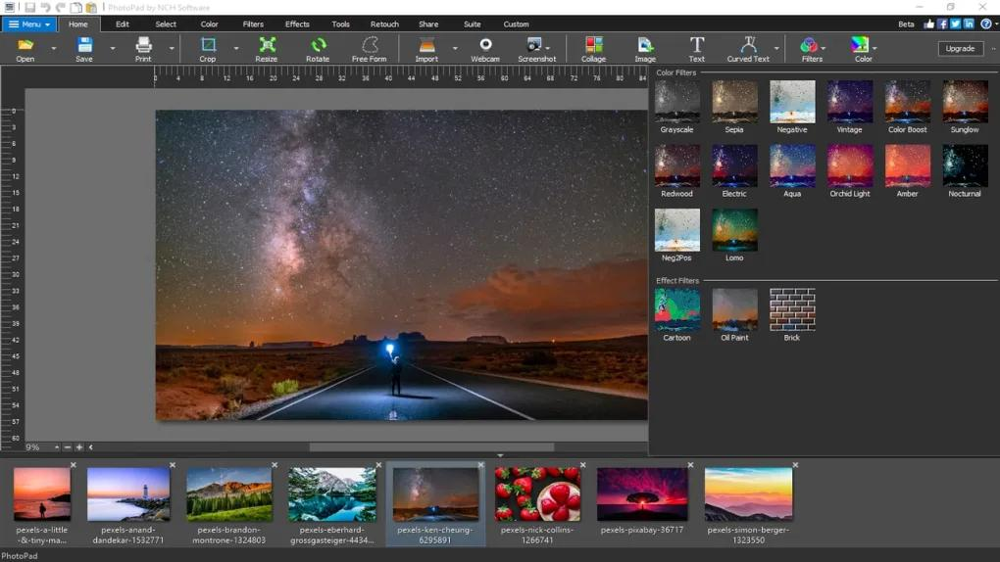 PhotoPad by NCH Software
Menu Home Edit Select Color Filters Effects Tools Retouch Share Suite Custom Beta
Open Save Print Crop Resize Rotate Free Form Import Webcam Screenshot Collage Image Text Curved Text Filters Color Upgrade
0 4 8 12 16 20 24 28 32 36 40 44 48 52 56 60 64 68 72 76 80 84
Color Filters
Grayscale Sepia Negative Vintage Color Boost Sunglow
Redwood Electric Aqua Orchid Light Amber Nocturnal
Neg2Pos Lomo
Effect Filters
Cartoon Oil Paint Brick
0
3
6
9
12
15
18
21
24
27
30
33
36
39
42
45
48
51
54
57
60
9%
pexels-a-little
-&-tiny-ma...
pexels-anand-
dandekar-1532771
pexels-brandon-
montrone-1324803
pexels-eberhard-
grossgasteiger-4434...
pexels-ken-cheung-
6295891
pexels-nick-collins-
1266741
pexels-pixabay-36717
pexels-simon-berger-
1323550
PhotoPad